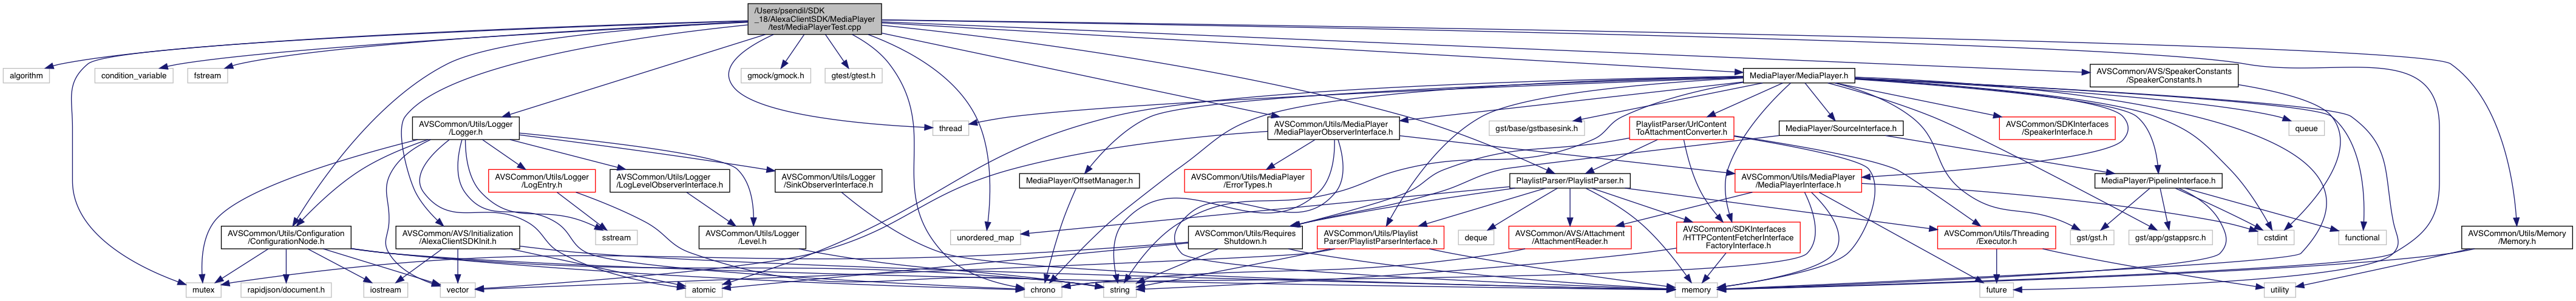 /Users/psendil/SDK
_18/AlexaClientSDK/MediaPlayer
/test/MediaPlayerTest.cpp
algorithm
condition_variable
fstream
gmock/gmock.h
gtest/gtest.h
MediaPlayer/MediaPlayer.h
AVSCommon/AVS/SpeakerConstants
/SpeakerConstants.h
AVSCommon/Utils/Logger
/Logger.h
thread
AVSCommon/Utils/MediaPlayer
/MediaPlayerObserverInterface.h
gst/base/gstbasesink.h
PlaylistParser/UrlContent
ToAttachmentConverter.h
MediaPlayer/SourceInterface.h
AVSCommon/SDKInterfaces
/SpeakerInterface.h
queue
AVSCommon/Utils/Logger
/LogEntry.h
AVSCommon/Utils/Logger
/LogLevelObserverInterface.h
AVSCommon/Utils/Logger
/SinkObserverInterface.h
MediaPlayer/OffsetManager.h
AVSCommon/Utils/MediaPlayer
/ErrorTypes.h
PlaylistParser/PlaylistParser.h
AVSCommon/Utils/MediaPlayer
/MediaPlayerInterface.h
MediaPlayer/PipelineInterface.h
AVSCommon/Utils/Configuration
/ConfigurationNode.h
AVSCommon/AVS/Initialization
/AlexaClientSDKInit.h
sstream
AVSCommon/Utils/Logger
/Level.h
unordered_map
AVSCommon/Utils/Requires
Shutdown.h
AVSCommon/Utils/Playlist
Parser/PlaylistParserInterface.h
deque
AVSCommon/AVS/Attachment
/AttachmentReader.h
AVSCommon/SDKInterfaces
/HTTPContentFetcherInterface
FactoryInterface.h
AVSCommon/Utils/Threading
/Executor.h
gst/gst.h
gst/app/gstappsrc.h
cstdint
functional
AVSCommon/Utils/Memory
/Memory.h
mutex
rapidjson/document.h
iostream
vector
atomic
chrono
string
memory
future
utility